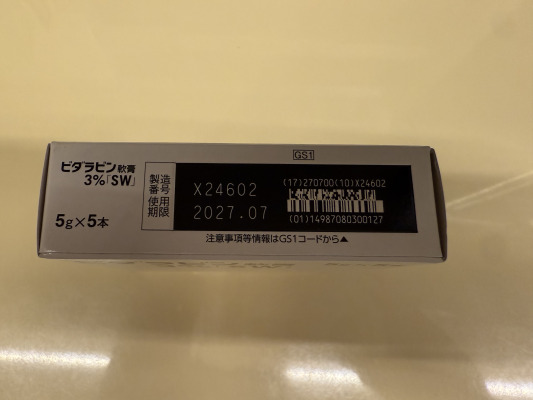 GS1
ビダラビン軟膏
3%「SW」
5g×5本
製造番号 X24602
使用期限 2027.07
(17)270700(10)X24602
(01)14987080300127
注意事項等情報はGS1コードから▲